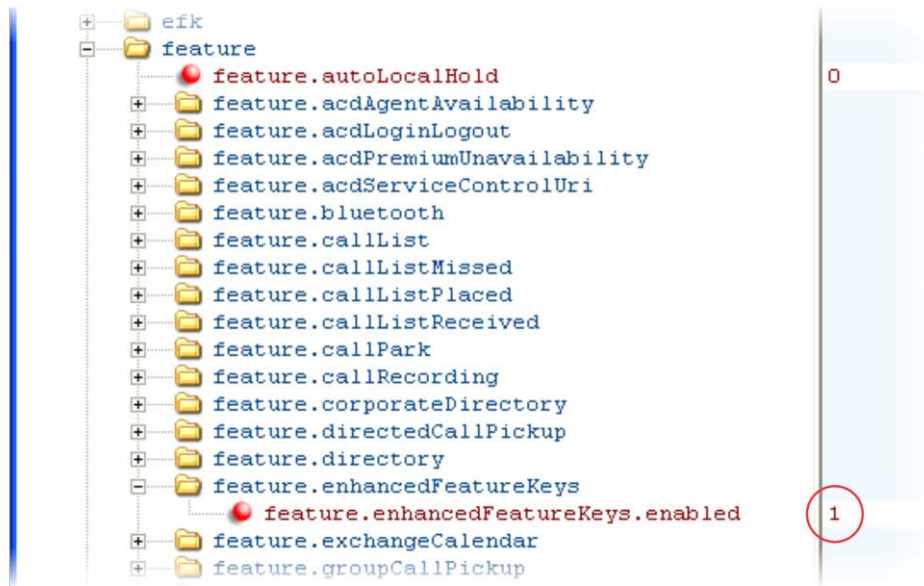 efk
feature
feature.autoLocalHold 0
feature.acdAgentAvailability
feature.acdLoginLogout
feature.acdPremiumUnavailability
feature.acdServiceControlUri
feature.bluetooth
feature.callList
feature.callListMissed
feature.callListPlaced
feature.callListReceived
feature.callPark
feature.callRecording
feature.corporateDirectory
feature.directedCallPickup
feature.directory
feature.enhancedFeatureKeys
feature.enhancedFeatureKeys.enabled 1
feature.exchangeCalendar
feature.groupCallPickup